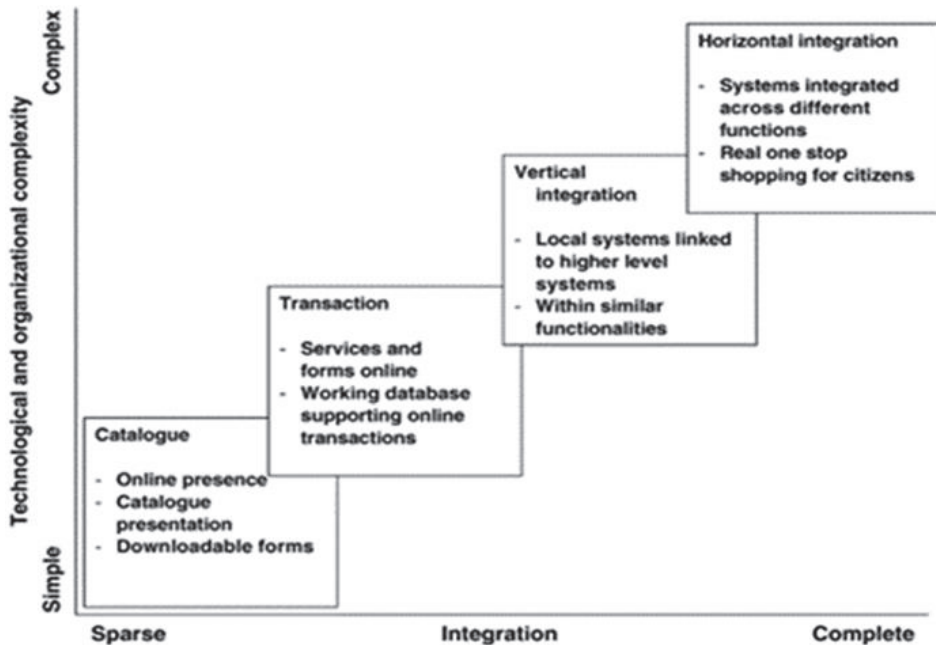 Technological and organizational complexity
Complex
Simple
Horizontal integration
- Systems integrated
across different
functions
- Real one stop
shopping for citizens
Vertical
integration
- Local systems linked
to higher level
systems
- Within similar
functionalities
Transaction
- Services and
forms online
- Working database
supporting online
transactions
Catalogue
- Online presence
- Catalogue
presentation
- Downloadable forms
Sparse
Integration
Complete